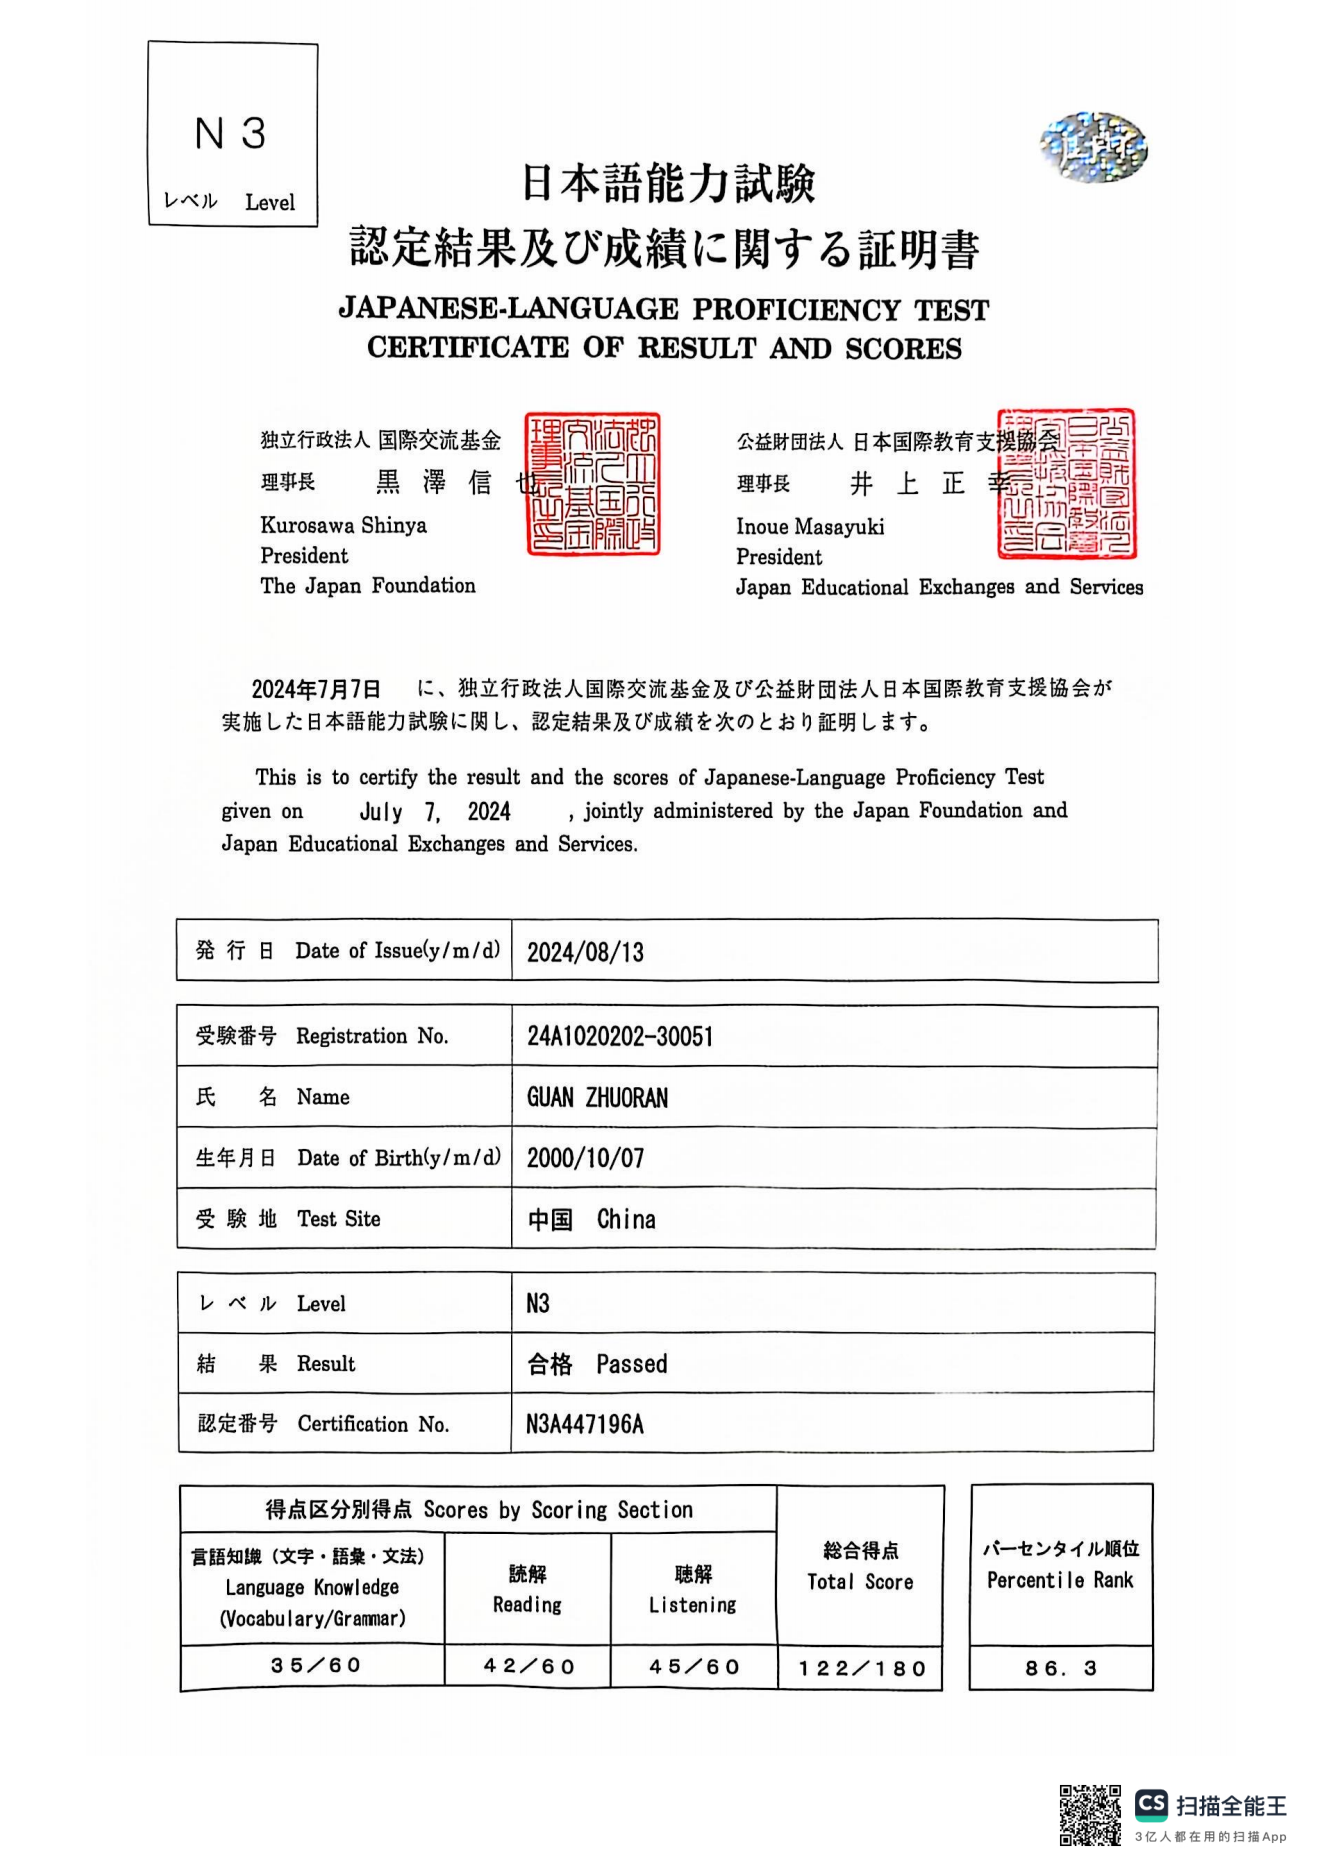 N3
レベル Level
日本語能力試験
認定結果及び成績に関する証明書
JAPANESE-LANGUAGE PROFICIENCY TEST
CERTIFICATE OF RESULT AND SCORES
独立行政法人 国際交流基金
理事長 黒澤信也
Kurosawa Shinya
President
The Japan Foundation
公益財団法人 日本国際教育支援協会
理事長 井上正幸
Inoue Masayuki
President
Japan Educational Exchanges and Services
2024年7月7日 に、独立行政法人国際交流基金及び公益財団法人日本国際教育支援協会が
実施した日本語能力試験に関し、認定結果及び成績を次のとおり証明します。
This is to certify the result and the scores of Japanese-Language Proficiency Test
given on July 7, 2024 , jointly administered by the Japan Foundation and
Japan Educational Exchanges and Services.
発行日 Date of Issue(y/m/d) 2024/08/13
受験番号 Registration No. 24A1020202-30051
氏名 Name GUAN ZHUORAN
生年月日 Date of Birth(y/m/d) 2000/10/07
受験地 Test Site 中国 China
レベル Level N3
結果 Result 合格 Passed
認定番号 Certification No. N3A447196A
得点区分別得点 Scores by Scoring Section
言語知識（文字・語彙・文法）
Language Knowledge
(Vocabulary/Grammar)
読解
Reading
聴解
Listening
総合得点
Total Score
パーセンタイル順位
Percentile Rank
35/60 42/60 45/60 122/180 86.3
CS 扫描全能王
3亿人都在用的扫描App